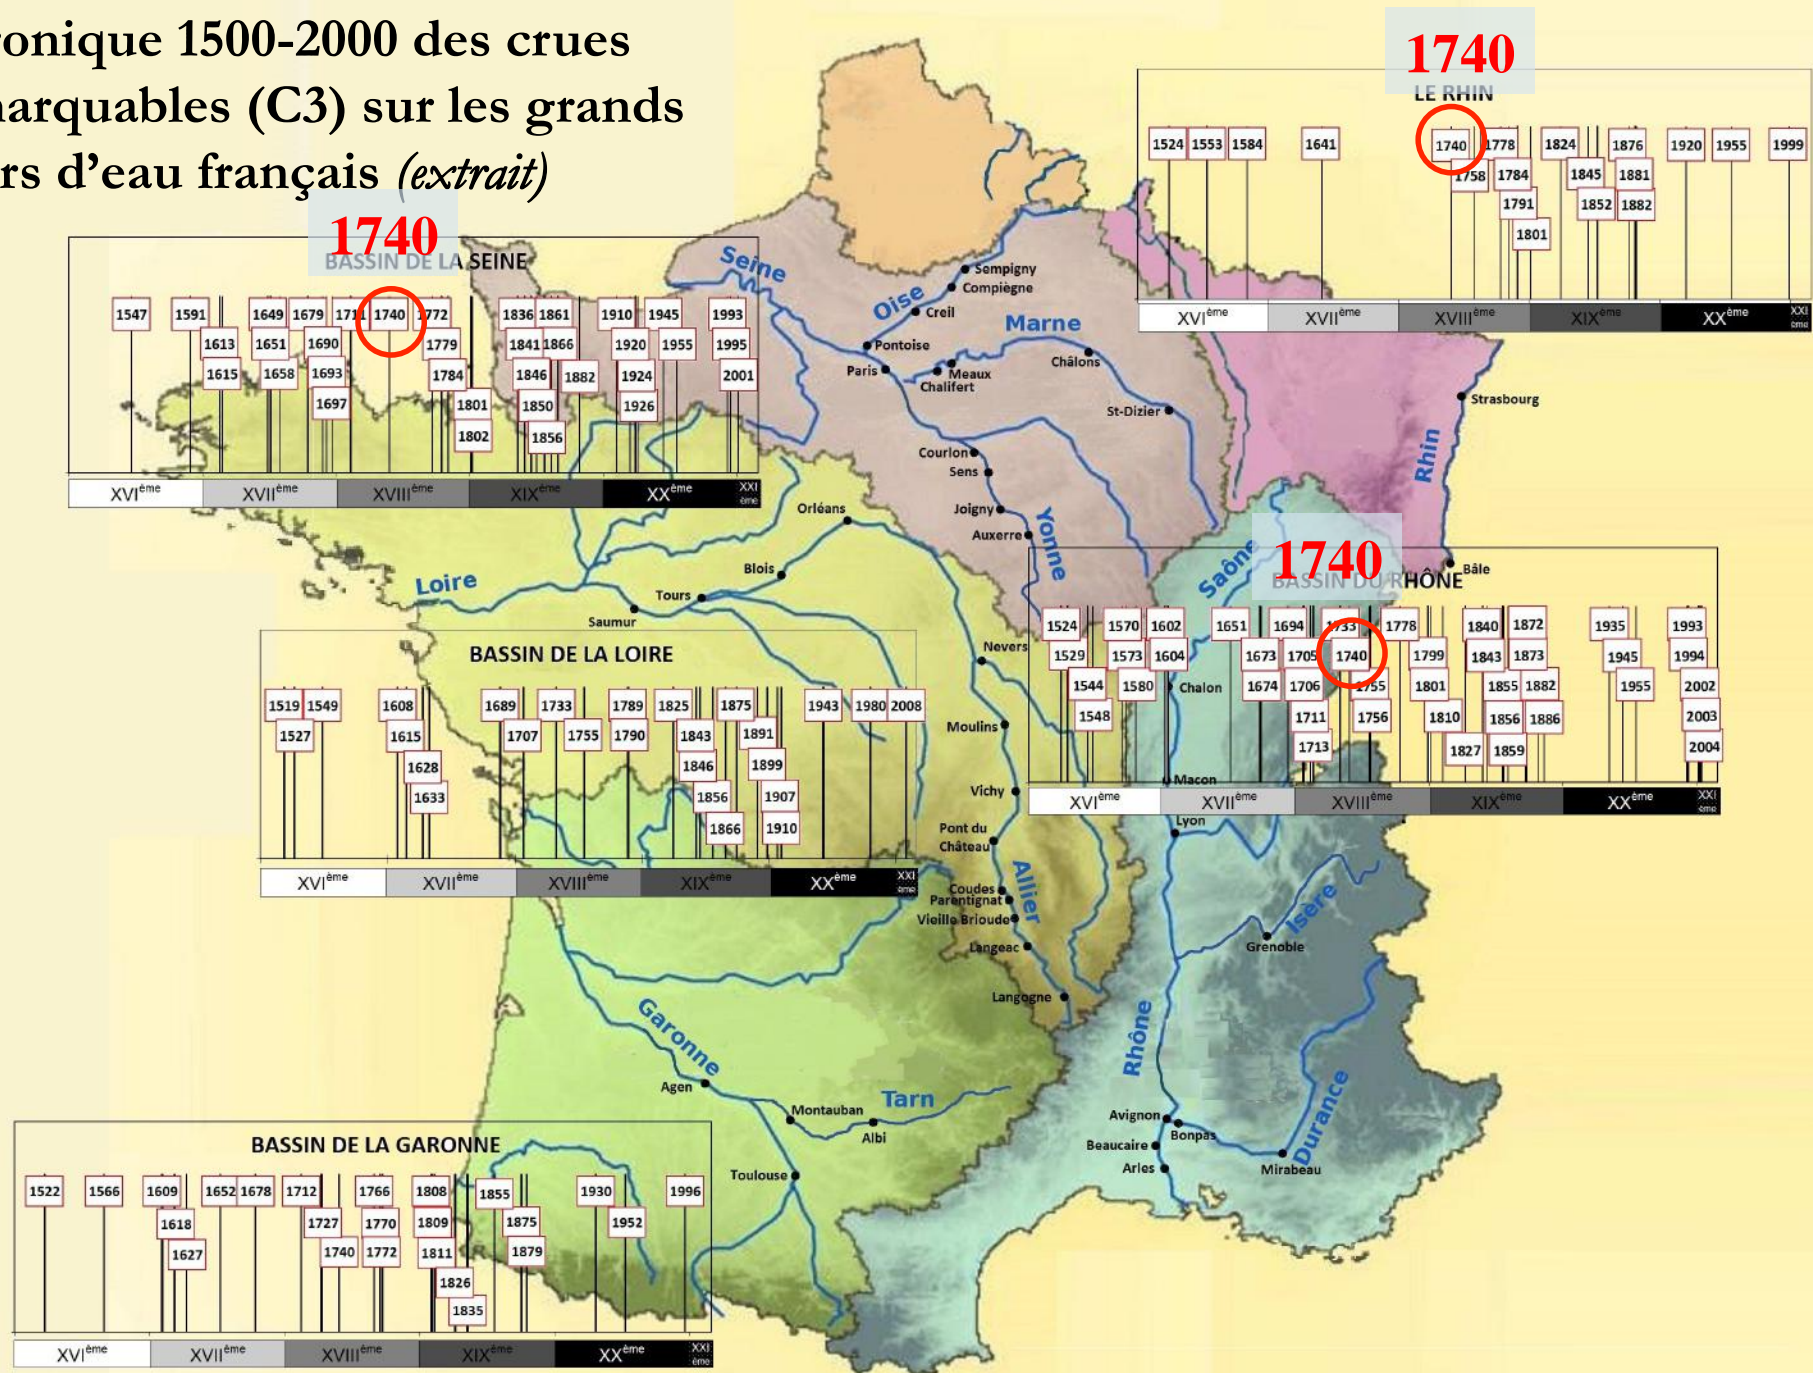 ronique 1500-2000 des crues
narquables (C3) sur les grands
rs d’eau français (extrait)
1740
BASSIN DE LA SEINE
1547 1591 1649 1679 1711 1740 1772 1836 1861 1910 1945 1993
1613 1651 1690 1779 1841 1866 1920 1955 1995
1615 1658 1693 1784 1846 1882 1924 2001
1697 1801 1850 1926
1802 1856
XVIème XVIIème XVIIIème XIXème XXème XXIème
1740
LE RHIN
1524 1553 1584 1641 1740 1778 1824 1876 1920 1955 1999
1758 1784 1845 1881
1791 1852 1882
1801
XVIème XVIIème XVIIIème XIXème XXème XXIème
Seine
Oise
Marne
Sempigny
Compiègne
Creil
Pontoise
Paris
Meaux
Chalifert
Châlons
St-Dizier
Strasbourg
Rhin
Courlon
Sens
Joigny
Auxerre
Yonne
Orléans
Blois
Tours
Saumur
Loire
Nevers
Saône
Bâle
1740
BASSIN DU RHÔNE
1524 1570 1602 1651 1694 1733 1778 1840 1872 1935 1993
1529 1573 1604 1673 1705 1740 1799 1843 1873 1945 1994
1544 1580 1674 1706 1755 1801 1855 1882 1955 2002
1548 1711 1756 1810 1856 1886 2003
1713 1827 1859 2004
XVIème XVIIème XVIIIème XIXème XXème XXIème
Chalon
Macon
Lyon
BASSIN DE LA LOIRE
1519 1549 1608 1689 1733 1789 1825 1875 1943 1980 2008
1527 1615 1707 1755 1790 1843 1891
1628 1846 1899
1633 1856 1907
1866 1910
XVIème XVIIème XVIIIème XIXème XXème XXIème
Moulins
Vichy
Pont du
Château
Allier
Coudes
Parentignat
Vieille Brioude
Langeac
Langogne
Isère
Grenoble
Rhône
Durance
Avignon
Bonpas
Beaucaire
Arles
Mirabeau
Garonne
Agen
Montauban
Tarn
Albi
Toulouse
BASSIN DE LA GARONNE
1522 1566 1609 1652 1678 1712 1766 1808 1855 1930 1996
1618 1727 1770 1809 1875 1952
1627 1740 1772 1811 1879
1826
1835
XVIème XVIIème XVIIIème XIXème XXème XXIème